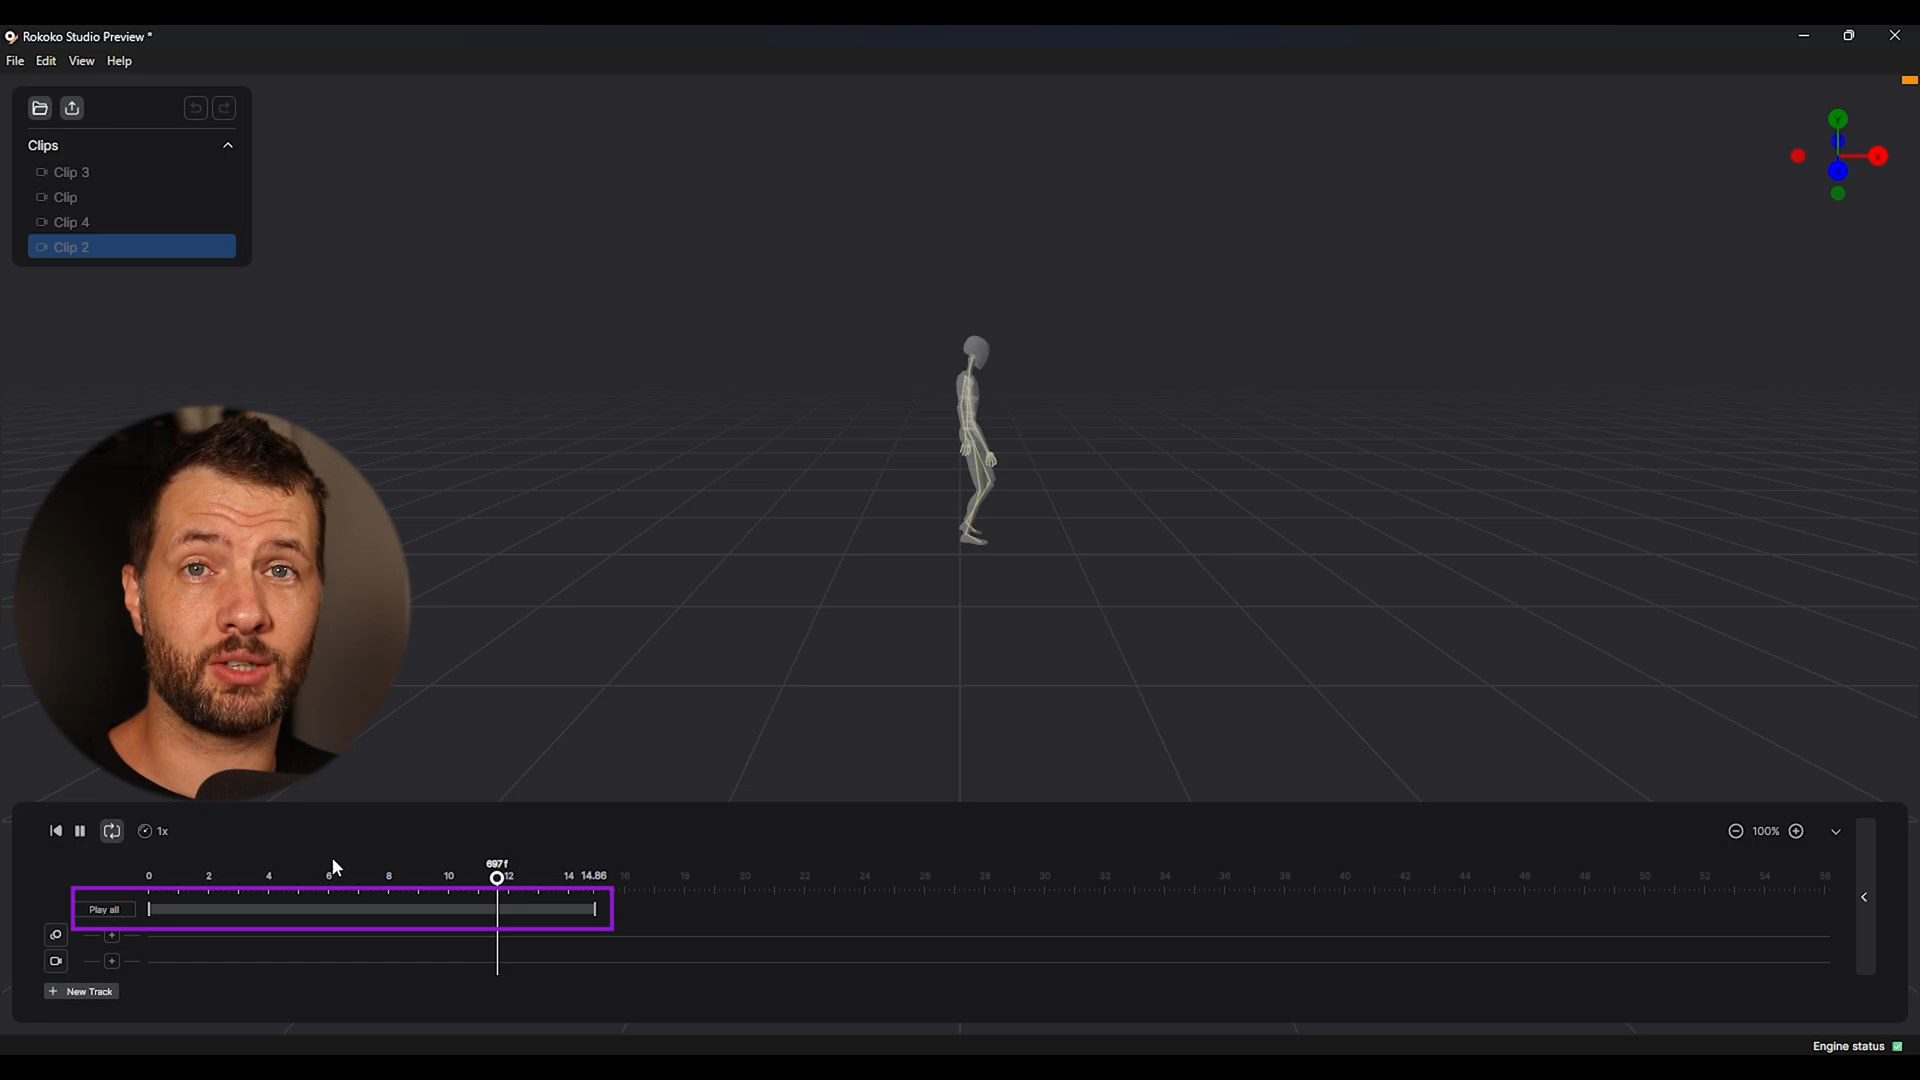 Rokoko Studio Preview *
File Edit View Help
Clips
Clip 3
Clip
Clip 4
Clip 2
Y
X
1x
100%
697f
0 2 4 6 8 10 12 14 14.86 16 18 20 22 24 26 28 30 32 34 36 38 40 42 44 46 48 50 52 54 56
Play all
+ New Track
Engine status